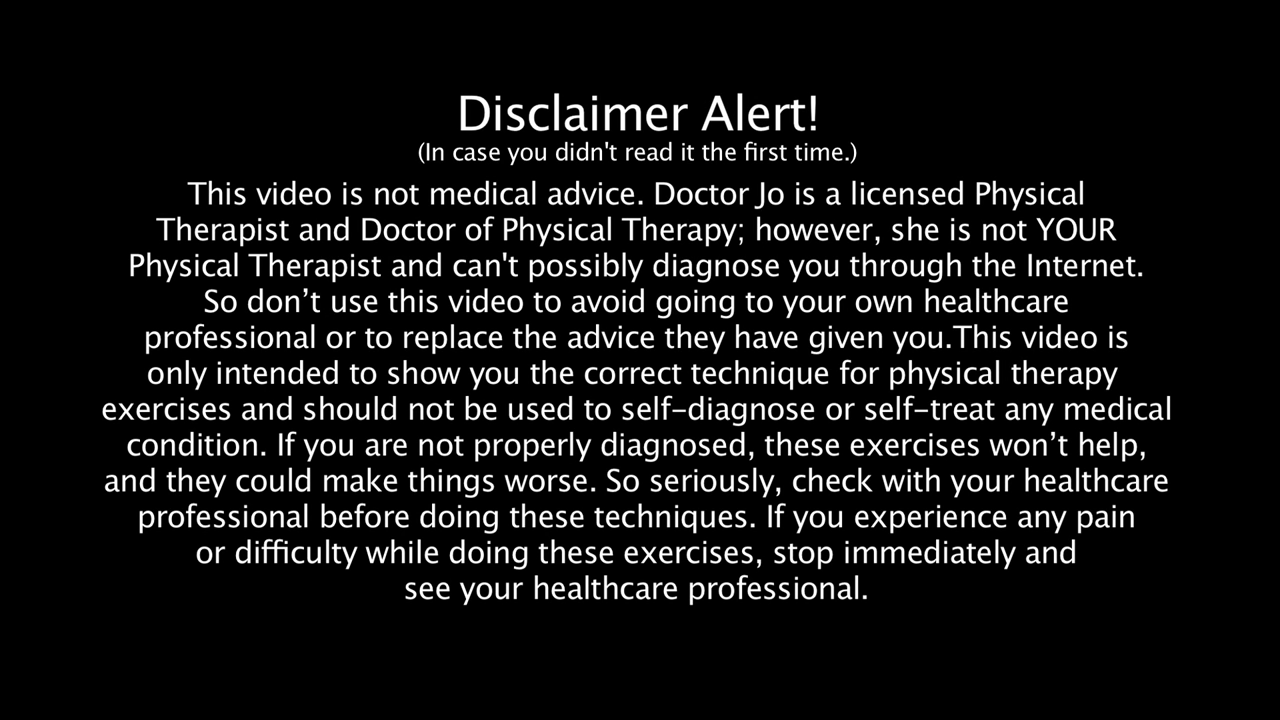 Disclaimer Alert!
(In case you didn't read it the first time.)
This video is not medical advice. Doctor Jo is a licensed Physical
Therapist and Doctor of Physical Therapy; however, she is not YOUR
Physical Therapist and can't possibly diagnose you through the Internet.
So don’t use this video to avoid going to your own healthcare
professional or to replace the advice they have given you.This video is
only intended to show you the correct technique for physical therapy
exercises and should not be used to self–diagnose or self–treat any medical
condition. If you are not properly diagnosed, these exercises won’t help,
and they could make things worse. So seriously, check with your healthcare
professional before doing these techniques. If you experience any pain
or difficulty while doing these exercises, stop immediately and
see your healthcare professional.